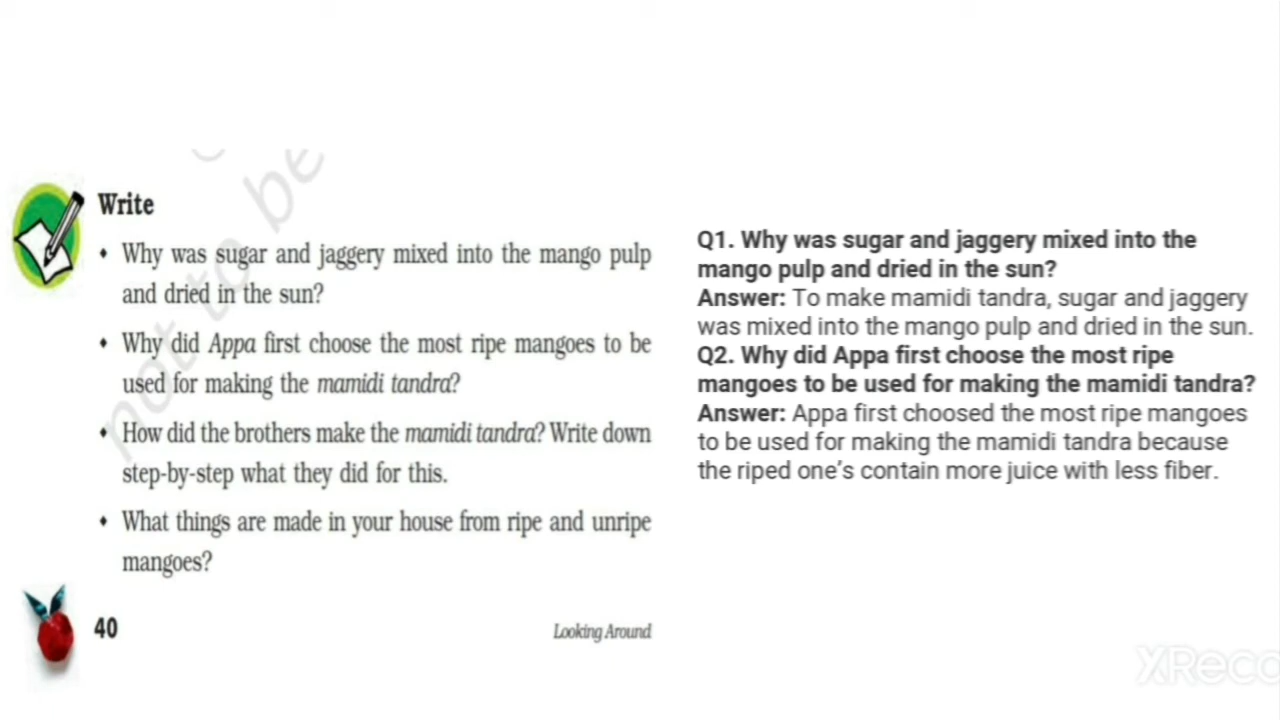 not to be
Write
• Why was sugar and jaggery mixed into the mango pulp
and dried in the sun?
• Why did Appa first choose the most ripe mangoes to be
used for making the mamidi tandra?
• How did the brothers make the mamidi tandra? Write down
step-by-step what they did for this.
• What things are made in your house from ripe and unripe
mangoes?
40
Looking Around
Q1. Why was sugar and jaggery mixed into the
mango pulp and dried in the sun?
Answer: To make mamidi tandra, sugar and jaggery
was mixed into the mango pulp and dried in the sun.
Q2. Why did Appa first choose the most ripe
mangoes to be used for making the mamidi tandra?
Answer: Appa first choosed the most ripe mangoes
to be used for making the mamidi tandra because
the riped one's contain more juice with less fiber.
XReco